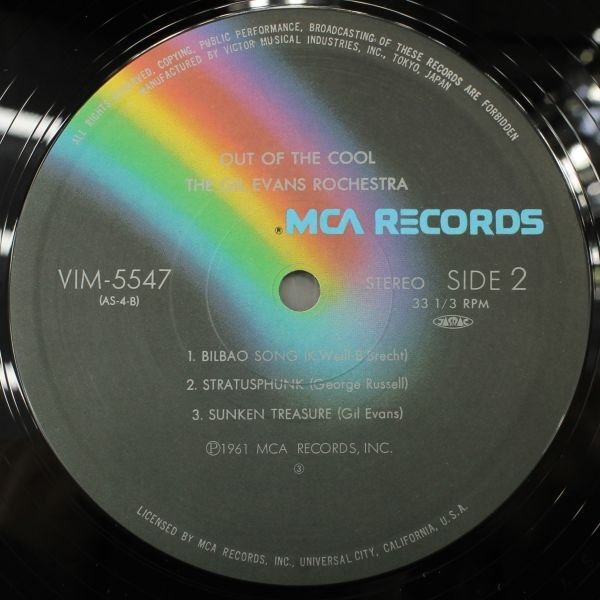 ALL RIGHTS RESERVED, COPYING, PUBLIC PERFORMANCE, BROADCASTING OF THESE RECORDS ARE FORBIDDEN
MANUFACTURED BY VICTOR MUSICAL INDUSTRIES, INC., TOKYO, JAPAN
OUT OF THE COOL
THE GIL EVANS ROCHESTRA
® MCA RECORDS
VIM-5547
(AS-4-B)
STEREO SIDE 2
33 1/3 RPM
JASRAC
1. BILBAO SONG (K.Weill-B.Brecht)
2. STRATUSPHUNK (George Russell)
3. SUNKEN TREASURE (Gil Evans)
Ⓟ1961 MCA RECORDS, INC.
③
LICENSED BY MCA RECORDS, INC., UNIVERSAL CITY, CALIFORNIA, U.S.A.